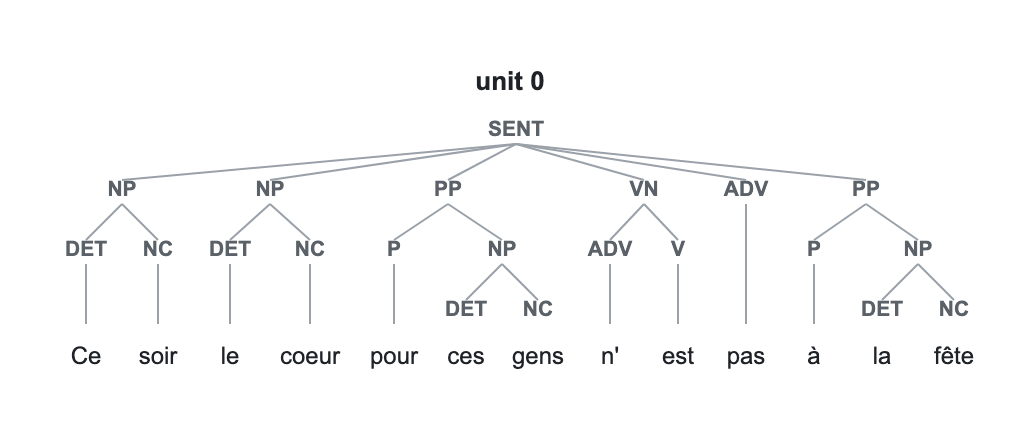 unit 0
SENT
NP NP PP VN ADV PP
DET NC DET NC P NP ADV V P NP
DET NC DET NC
Ce soir le coeur pour ces gens n' est pas à la fête